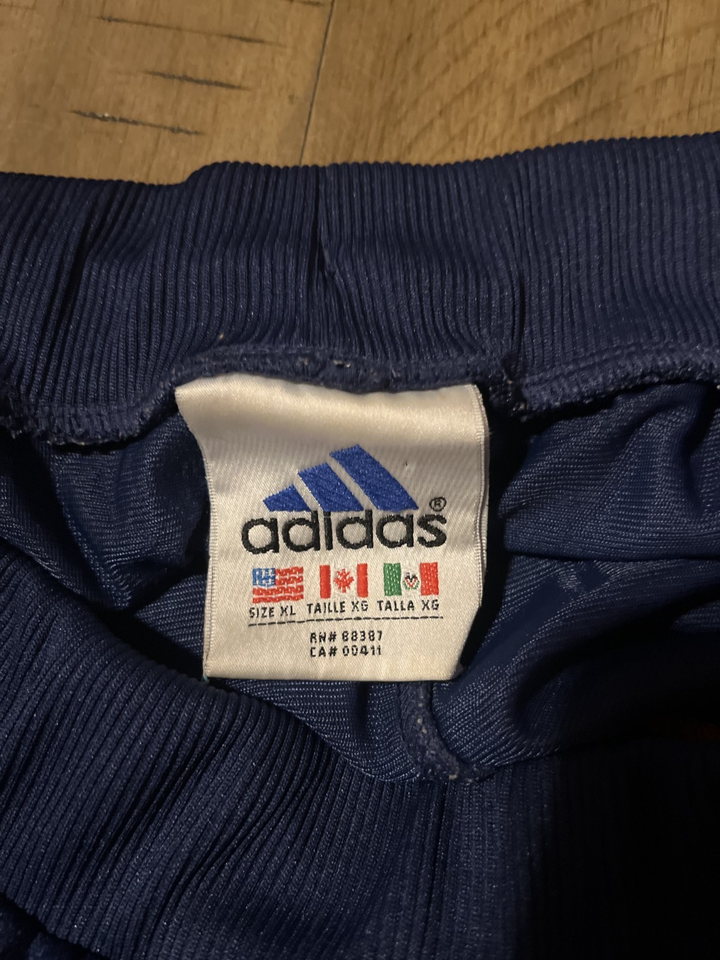 adidas®
SIZE XL TAILLE XG TALLA XG
RN# 88387
CA# 00411